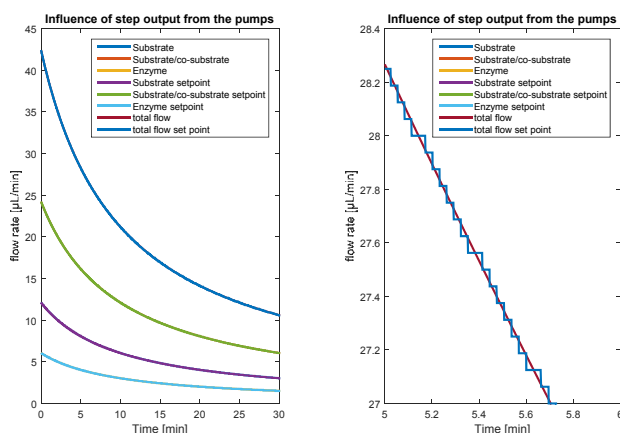 Influence of step output from the pumps
45
40
35
30
25
20
15
10
5
0
flow rate [µL/min]
Substrate
Substrate/co-substrate
Enzyme
Substrate setpoint
Substrate/co-substrate setpoint
Enzyme setpoint
total flow
total flow set point
0
5
10
15
20
25
30
Time [min]
Influence of step output from the pumps
28.4
28.2
28
27.8
27.6
27.4
27.2
27
flow rate [µL/min]
Substrate
Substrate/co-substrate
Enzyme
Substrate setpoint
Substrate/co-substrate setpoint
Enzyme setpoint
total flow
total flow set point
5
5.2
5.4
5.6
5.8
Time [min]